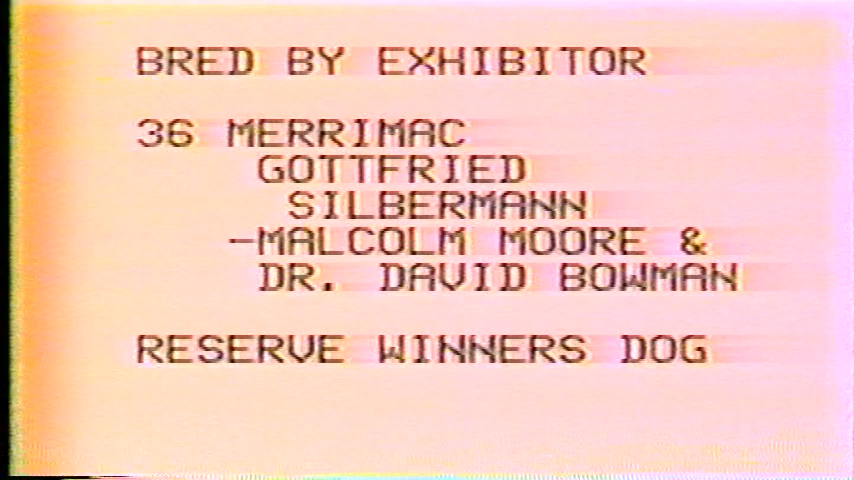 BRED BY EXHIBITOR
36 MERRIMAC
GOTTFRIED
SILBERMANN
-MALCOLM MOORE &
DR. DAVID BOWMAN
RESERVE WINNERS DOG